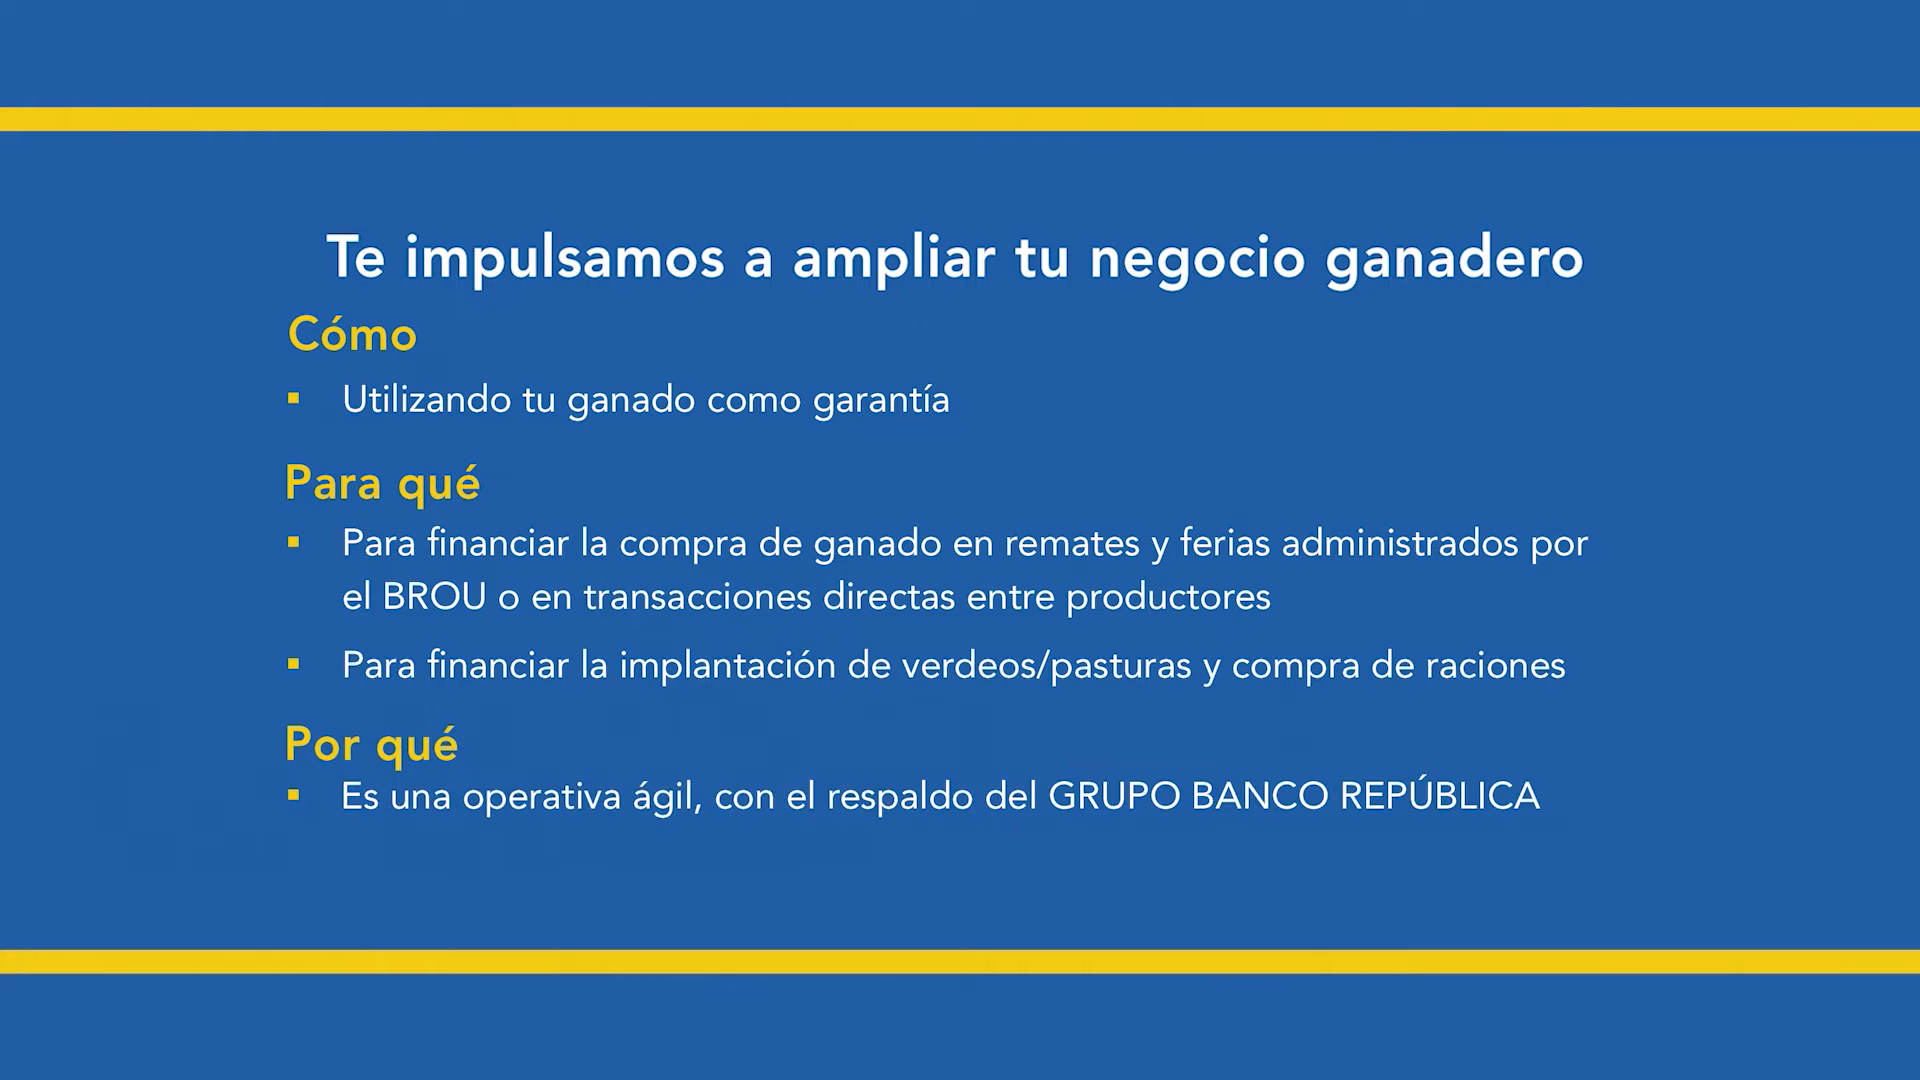 Te impulsamos a ampliar tu negocio ganadero
Cómo
▪ Utilizando tu ganado como garantía
Para qué
▪ Para financiar la compra de ganado en remates y ferias administrados por
el BROU o en transacciones directas entre productores
▪ Para financiar la implantación de verdeos/pasturas y compra de raciones
Por qué
▪ Es una operativa ágil, con el respaldo del GRUPO BANCO REPÚBLICA